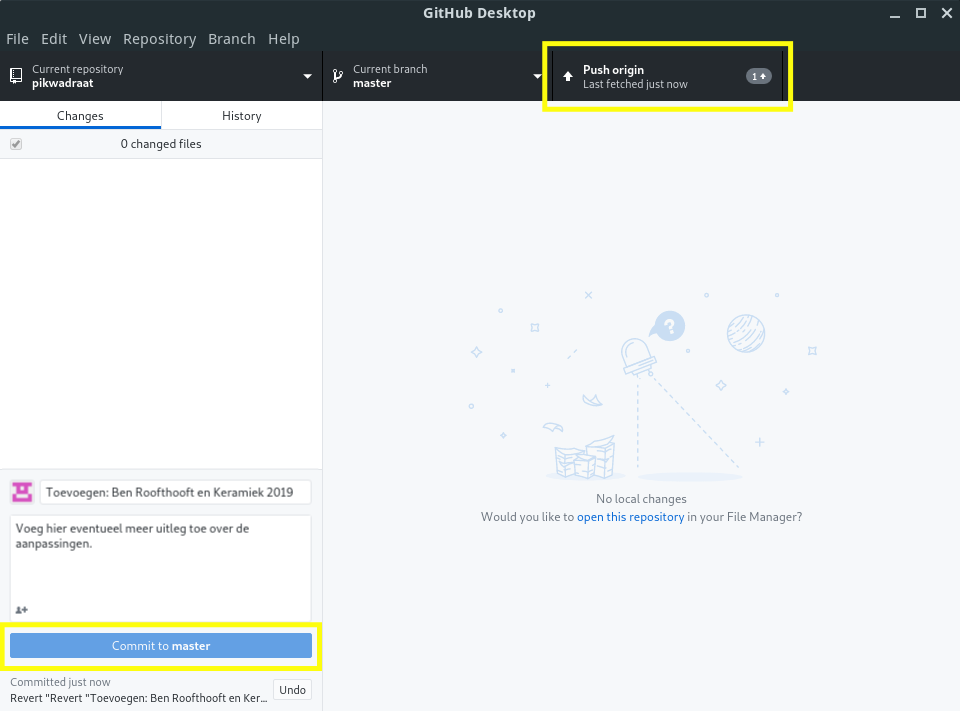 GitHub Desktop
File Edit View Repository Branch Help
Current repository
pikwadraat
Current branch
master
Push origin
Last fetched just now
1
Changes
History
0 changed files
No local changes
Would you like to open this repository in your File Manager?
Toevoegen: Ben Roofthooft en Keramiek 2019
Voeg hier eventueel meer uitleg toe over de
aanpassingen.
Commit to master
Committed just now
Revert "Revert "Toevoegen: Ben Roofthooft en Ker...
Undo